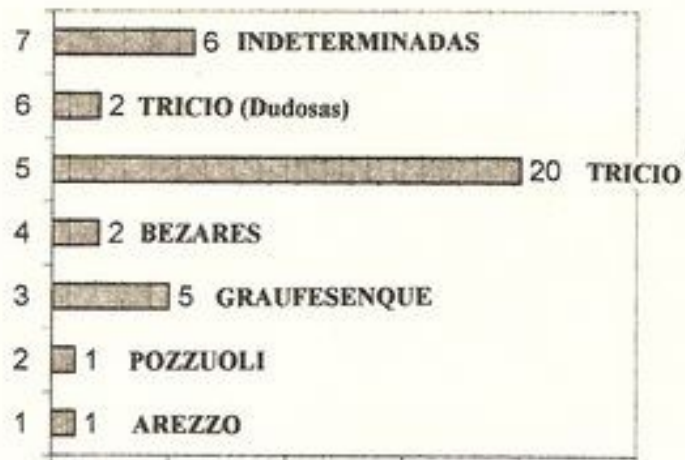 7 6 INDETERMINADAS
6 2 TRICIO (Dudosas)
5 20 TRICIO
4 2 BEZARES
3 5 GRAUFESENQUE
2 1 POZZUOLI
1 1 AREZZO